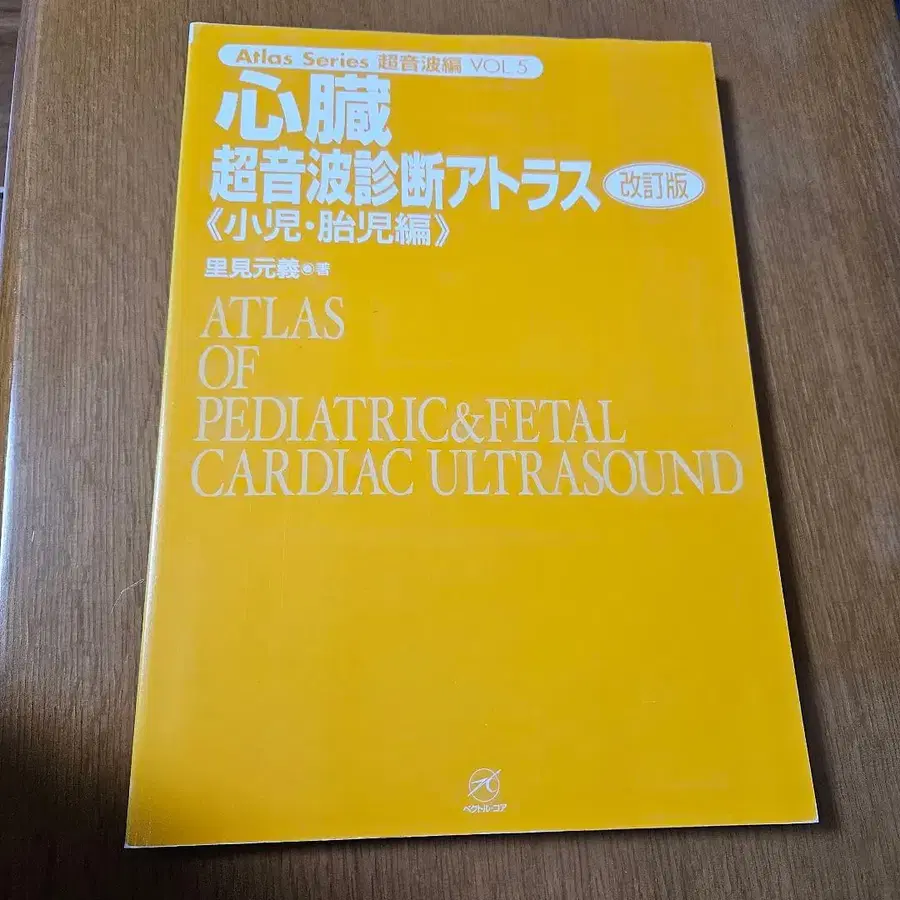 Atlas Series 超音波編 VOL.5
心臓
超音波診断アトラス 改訂版
《小児・胎児編》
里見元義◉著
ATLAS
OF
PEDIATRIC&FETAL
CARDIAC ULTRASOUND
ベクトル・コア